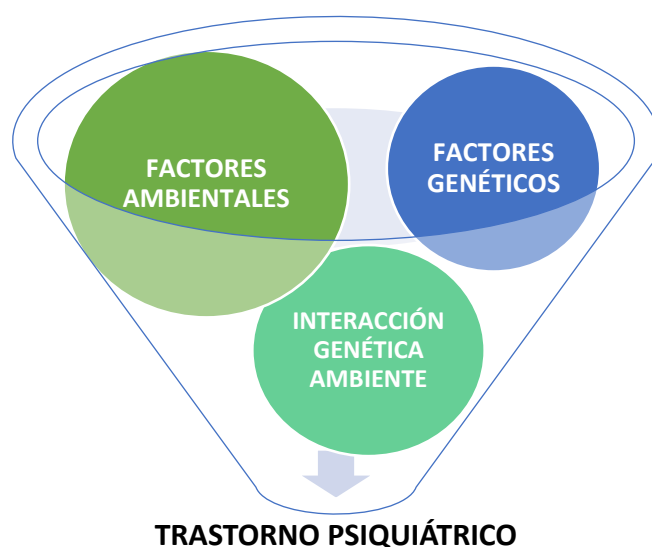 FACTORES
AMBIENTALES
FACTORES
GENÉTICOS
INTERACCIÓN
GENÉTICA
AMBIENTE
TRASTORNO PSIQUIÁTRICO